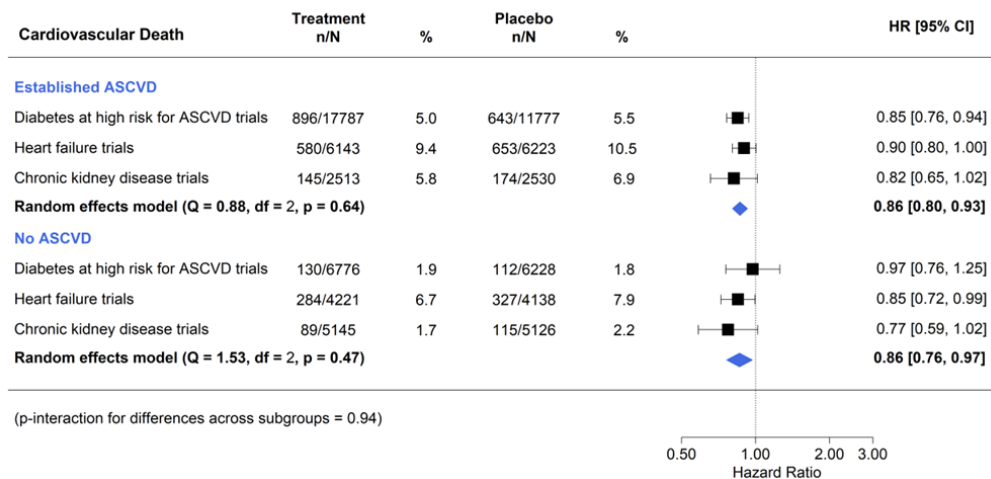 Cardiovascular Death Treatment n/N % Placebo n/N % HR [95% CI]
Established ASCVD
Diabetes at high risk for ASCVD trials 896/17787 5.0 643/11777 5.5 0.85 [0.76, 0.94]
Heart failure trials 580/6143 9.4 653/6223 10.5 0.90 [0.80, 1.00]
Chronic kidney disease trials 145/2513 5.8 174/2530 6.9 0.82 [0.65, 1.02]
Random effects model (Q = 0.88, df = 2, p = 0.64) 0.86 [0.80, 0.93]
No ASCVD
Diabetes at high risk for ASCVD trials 130/6776 1.9 112/6228 1.8 0.97 [0.76, 1.25]
Heart failure trials 284/4221 6.7 327/4138 7.9 0.85 [0.72, 0.99]
Chronic kidney disease trials 89/5145 1.7 115/5126 2.2 0.77 [0.59, 1.02]
Random effects model (Q = 1.53, df = 2, p = 0.47) 0.86 [0.76, 0.97]
(p-interaction for differences across subgroups = 0.94)
0.50 1.00 2.00 3.00
Hazard Ratio